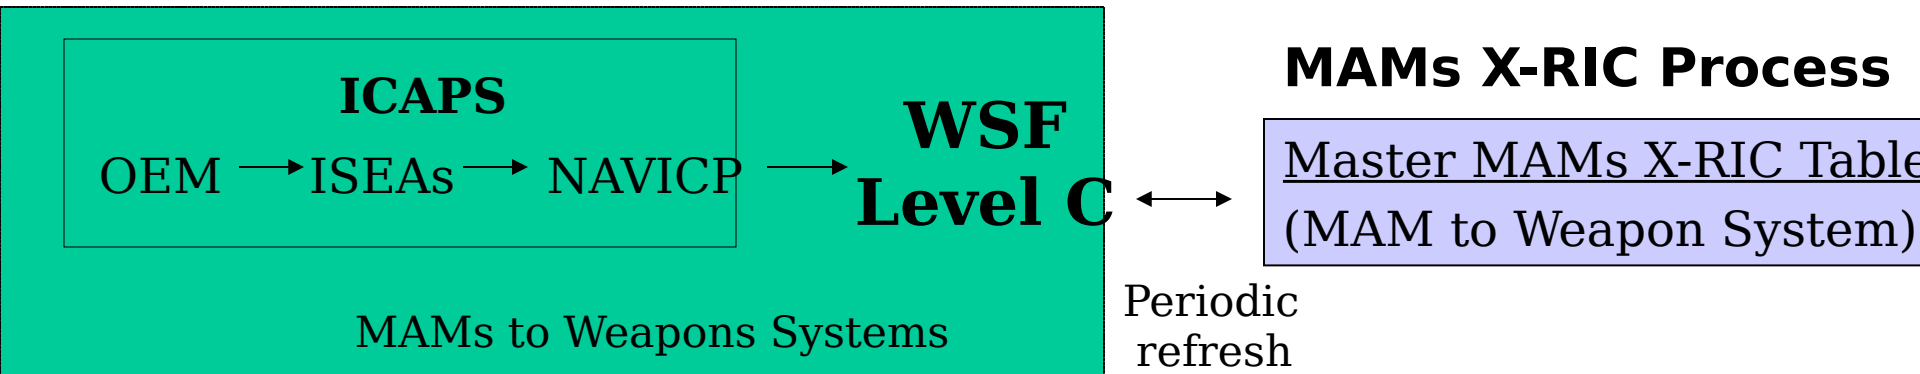 ICAPS
OEM ISEAs NAVICP
WSF
Level C
MAMs to Weapons Systems
MAMs X-RIC Process
Master MAMs X-RIC Table
(MAM to Weapon System)
Periodic
refresh